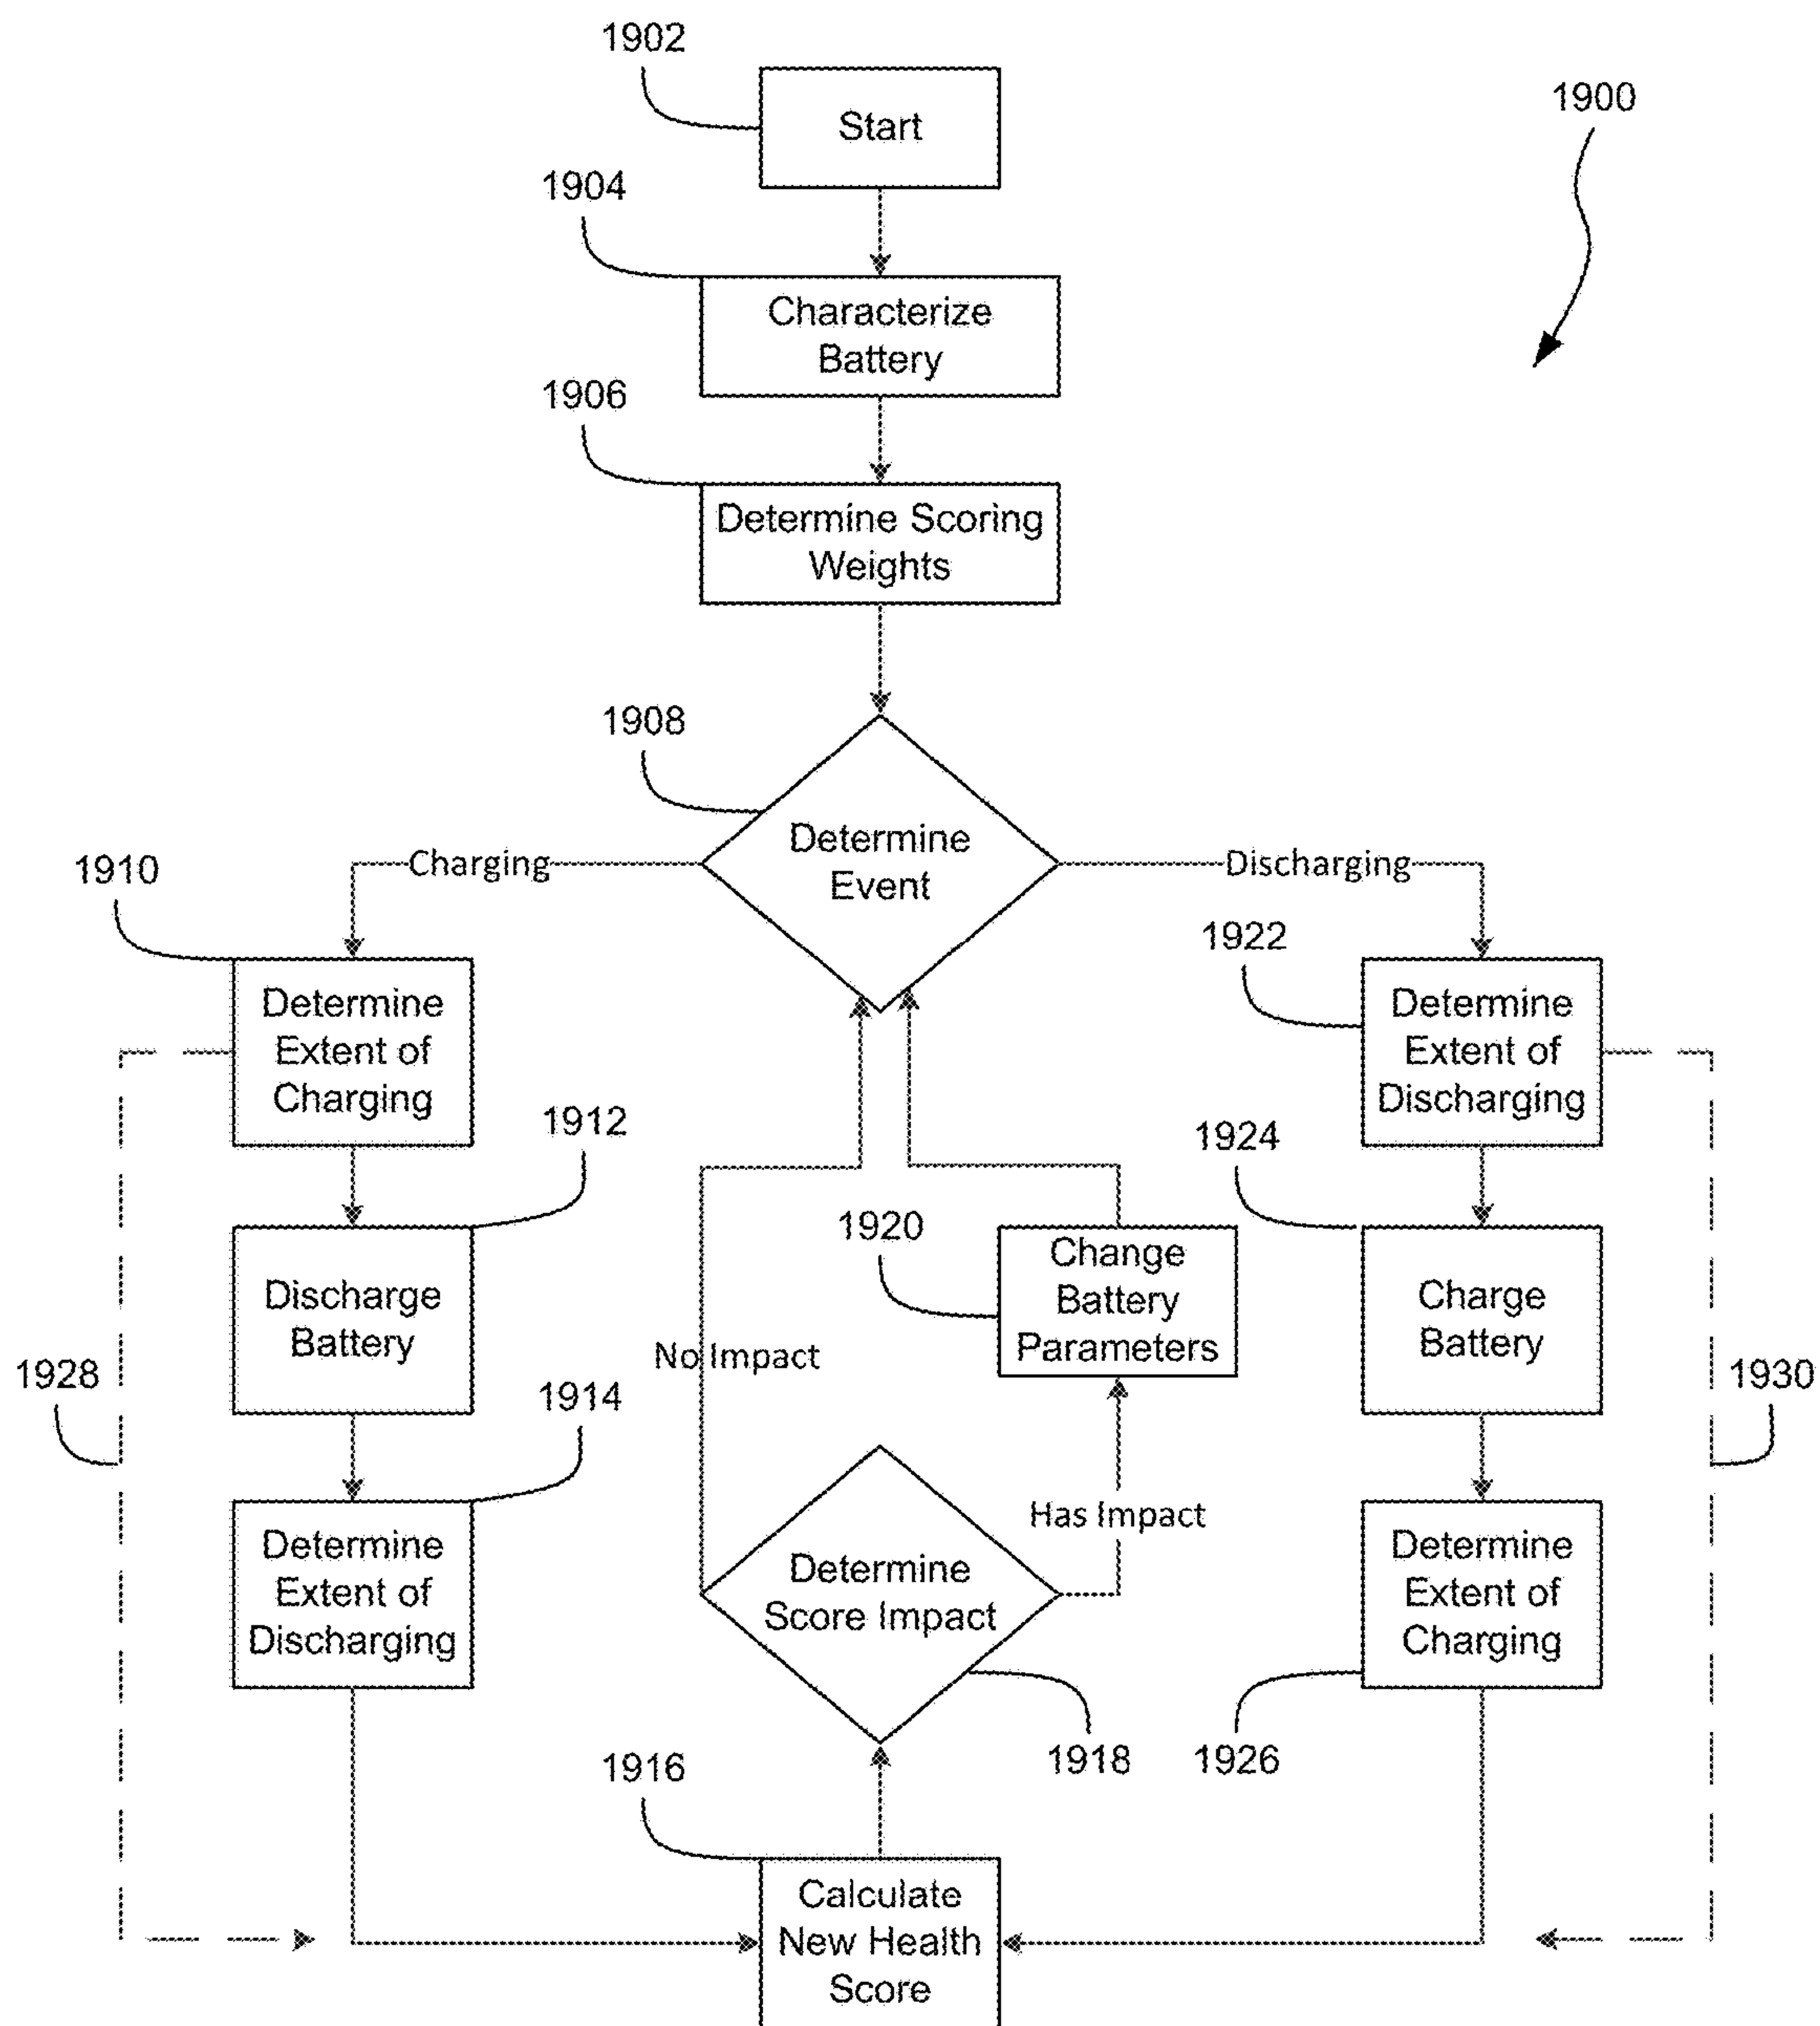 1902
Start
1900
1904
Characterize
Battery
1906
Determine Scoring
Weights
1908
Determine
Event
Charging
Discharging
1910
Determine
Extent of
Charging
1922
Determine
Extent of
Discharging
1912
Discharge
Battery
1920
Change
Battery
Parameters
1924
Charge
Battery
No Impact
1928
1930
1914
Determine
Extent of
Discharging
Has Impact
Determine
Score Impact
Determine
Extent of
Charging
1918
1926
1916
Calculate
New Health
Score